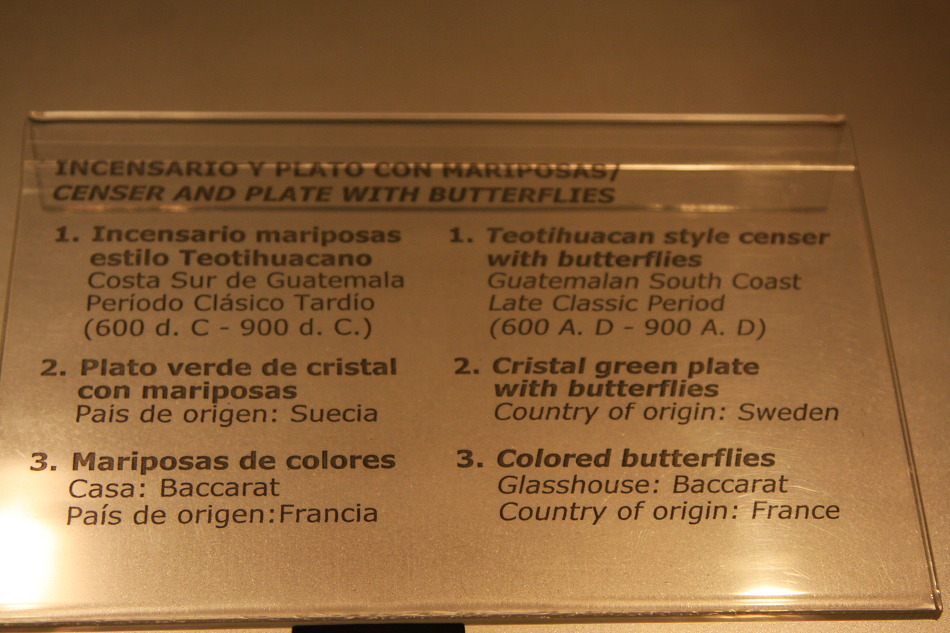 INCENSARIO Y PLATO CON MARIPOSAS/
CENSER AND PLATE WITH BUTTERFLIES
1. Incensario mariposas
estilo Teotihuacano
Costa Sur de Guatemala
Período Clásico Tardío
(600 d. C - 900 d. C.)
2. Plato verde de cristal
con mariposas
País de origen: Suecia
3. Mariposas de colores
Casa: Baccarat
País de origen:Francia
1. Teotihuacan style censer
with butterflies
Guatemalan South Coast
Late Classic Period
(600 A. D - 900 A. D)
2. Cristal green plate
with butterflies
Country of origin: Sweden
3. Colored butterflies
Glasshouse: Baccarat
Country of origin: France